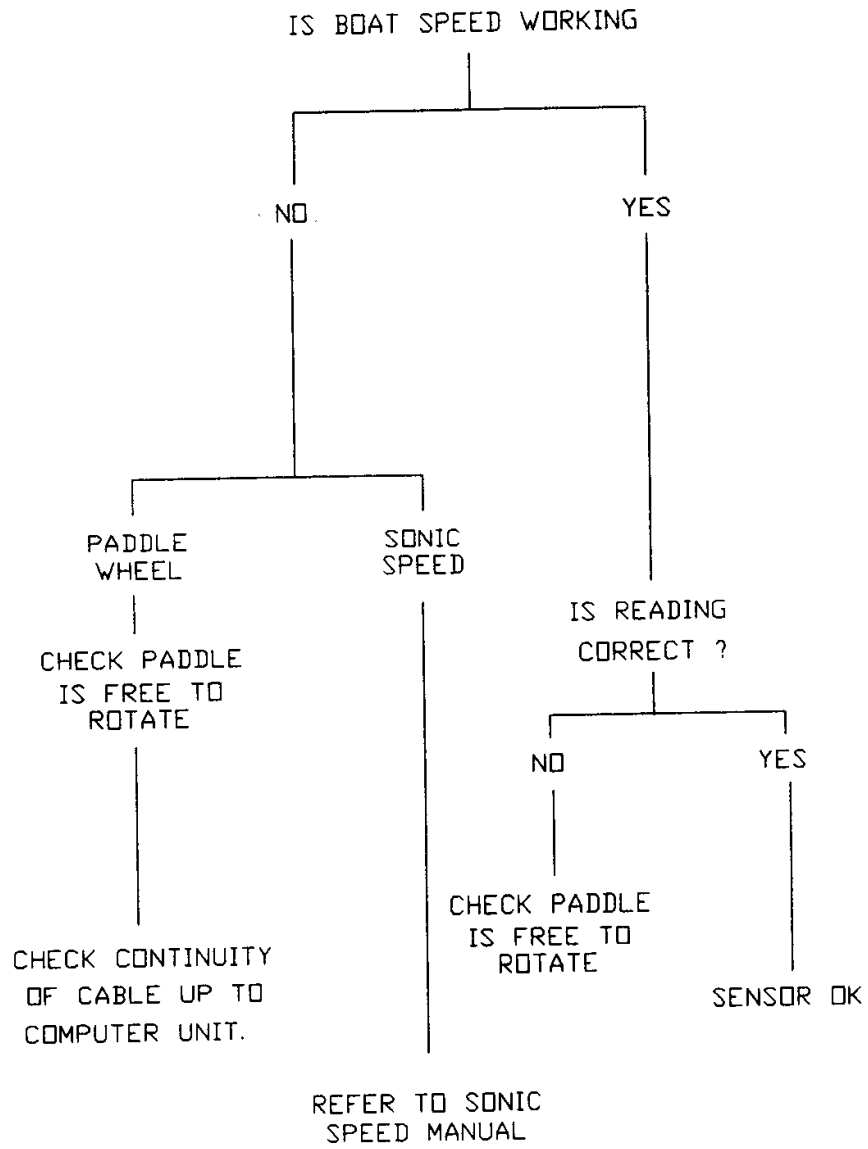 IS BOAT SPEED WORKING
NO
YES
PADDLE
WHEEL
SONIC
SPEED
CHECK PADDLE
IS FREE TO
ROTATE
IS READING
CORRECT ?
NO
YES
CHECK PADDLE
IS FREE TO
ROTATE
CHECK CONTINUITY
OF CABLE UP TO
COMPUTER UNIT.
SENSOR OK
REFER TO SONIC
SPEED MANUAL